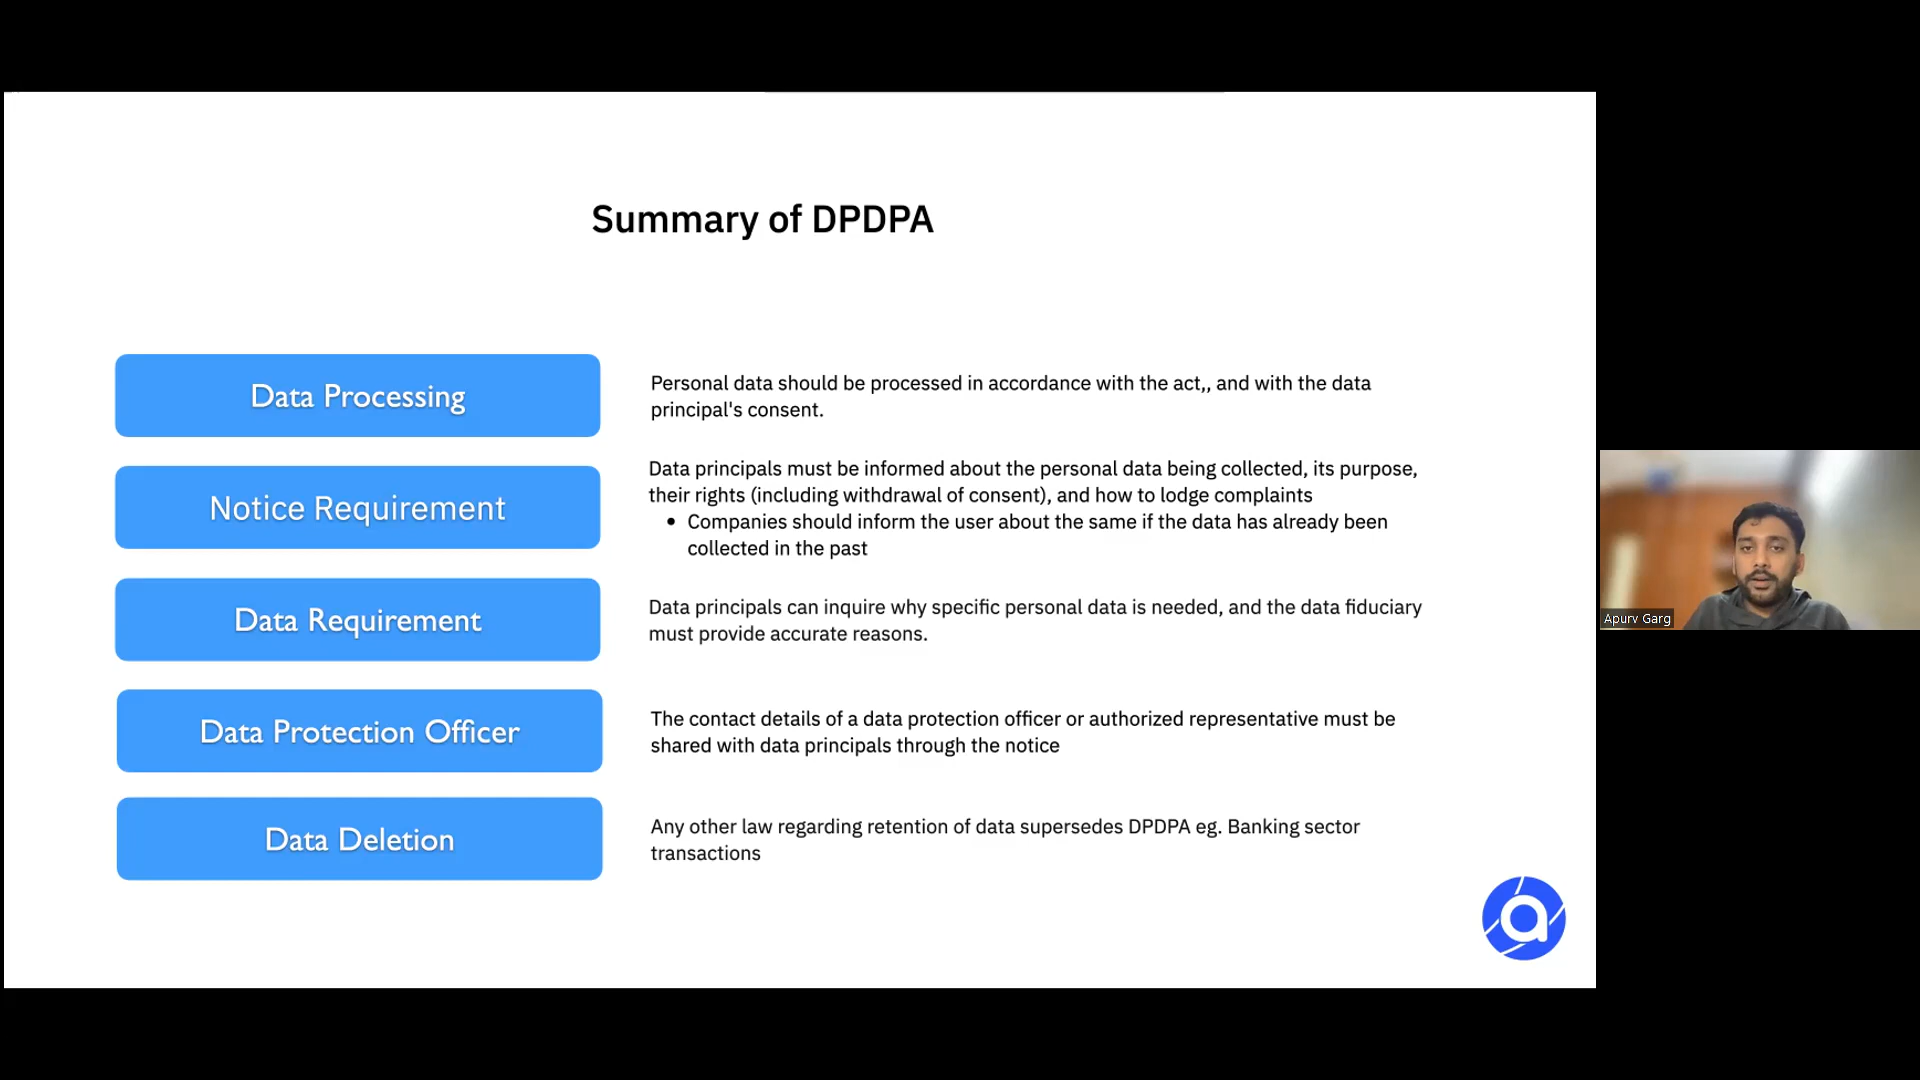 Summary of DPDPA
Data Processing
Personal data should be processed in accordance with the act,, and with the data
principal's consent.
Notice Requirement
Data principals must be informed about the personal data being collected, its purpose,
their rights (including withdrawal of consent), and how to lodge complaints
• Companies should inform the user about the same if the data has already been
collected in the past
Data Requirement
Data principals can inquire why specific personal data is needed, and the data fiduciary
must provide accurate reasons.
Data Protection Officer
The contact details of a data protection officer or authorized representative must be
shared with data principals through the notice
Data Deletion
Any other law regarding retention of data supersedes DPDPA eg. Banking sector
transactions
a
Apurv Garg